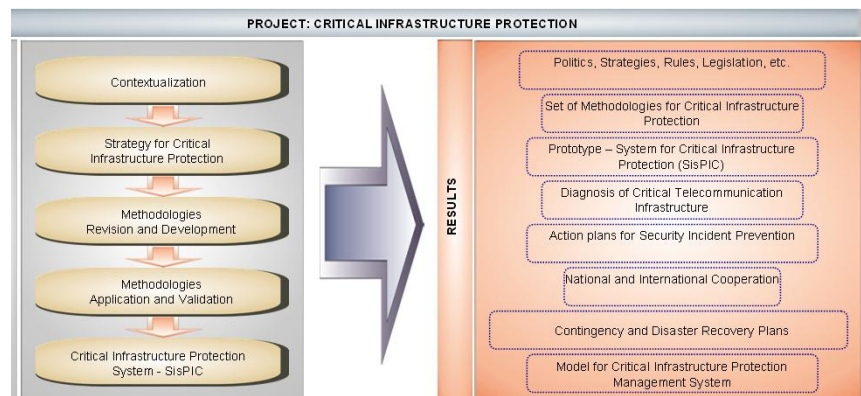 PROJECT: CRITICAL INFRASTRUCTURE PROTECTION
Contextualization
Strategy for Critical
Infrastructure Protection
Methodologies
Revision and Development
Methodologies
Application and Validation
Critical Infrastructure Protection
System - SisPIC
RESULTS
Politics, Strategies, Rules, Legislation, etc.
Set of Methodologies for Critical Infrastructure
Protection
Prototype – System for Critical Infrastructure
Protection (SisPIC)
Diagnosis of Critical Telecommunication
Infrastructure
Action plans for Security Incident Prevention
National and International Cooperation
Contingency and Disaster Recovery Plans
Model for Critical Infrastructure Protection
Management System